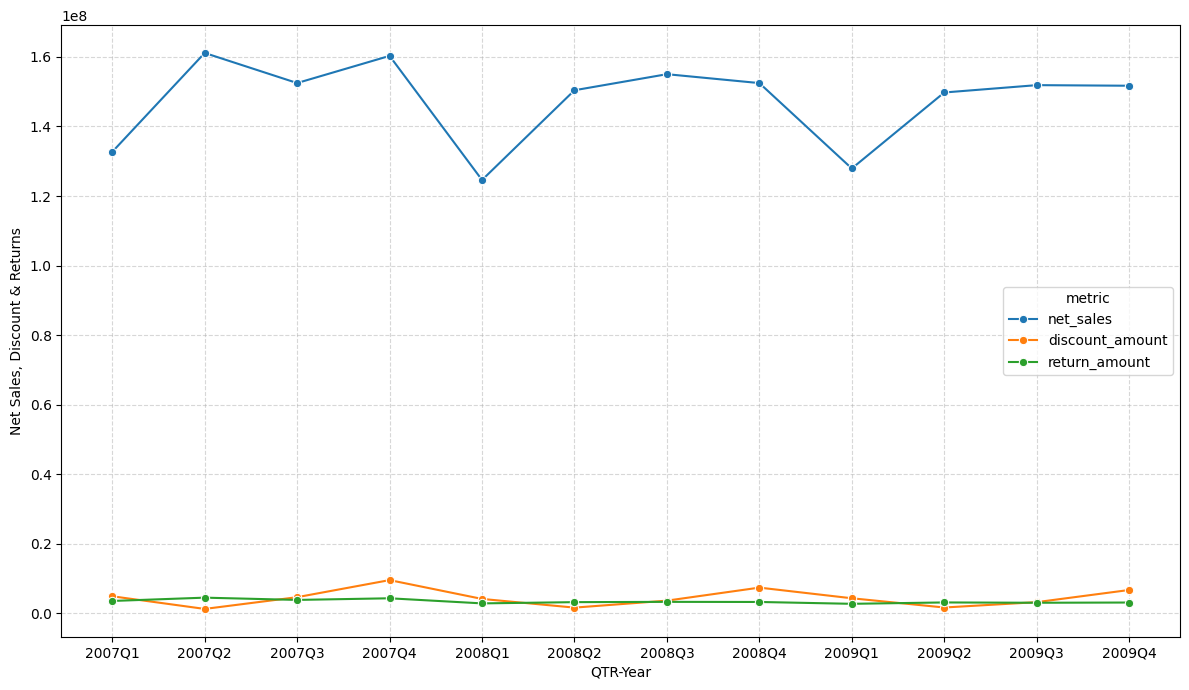 1e8
1.6
1.4
1.2
1.0
0.8
0.6
0.4
0.2
0.0
Net Sales, Discount & Returns
metric
net_sales
discount_amount
return_amount
2007Q1 2007Q2 2007Q3 2007Q4 2008Q1 2008Q2 2008Q3 2008Q4 2009Q1 2009Q2 2009Q3 2009Q4
QTR-Year